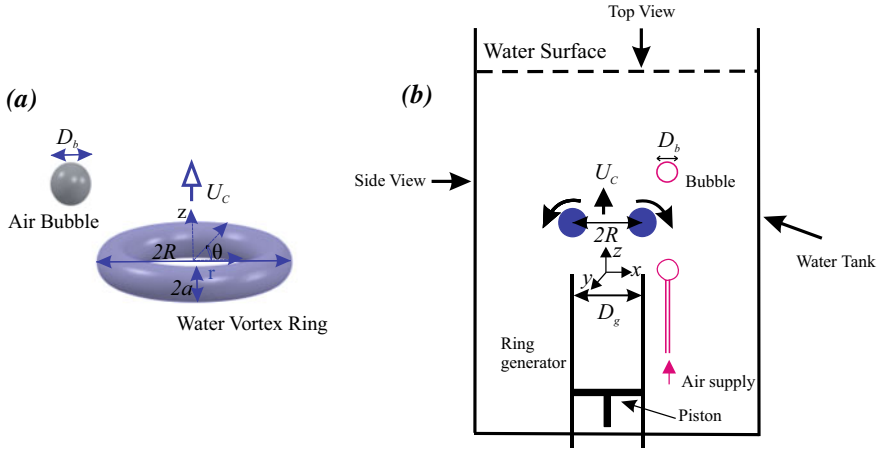 (a)
D_b
Air Bubble
U_C
z
θ
2R
r
2a
Water Vortex Ring
Top View
Water Surface
(b)
D_b
Side View
U_C
Bubble
2R
z
y
x
Water Tank
D_g
Ring
generator
Air supply
Piston